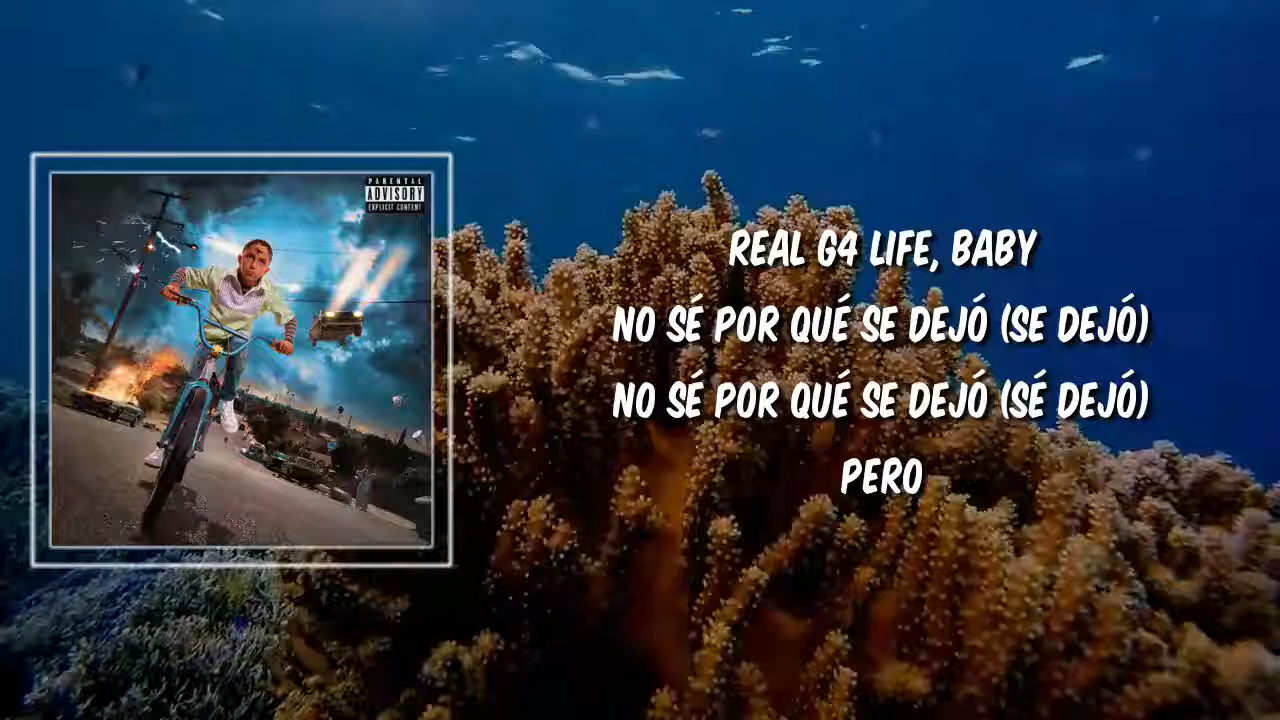 PARENTAL
ADVISORY
EXPLICIT CONTENT
REAL G4 LIFE, BABY
NO SÉ POR QUÉ SE DEJÓ (SE DEJÓ)
NO SÉ POR QUÉ SE DEJÓ (SÉ DEJÓ)
PERO